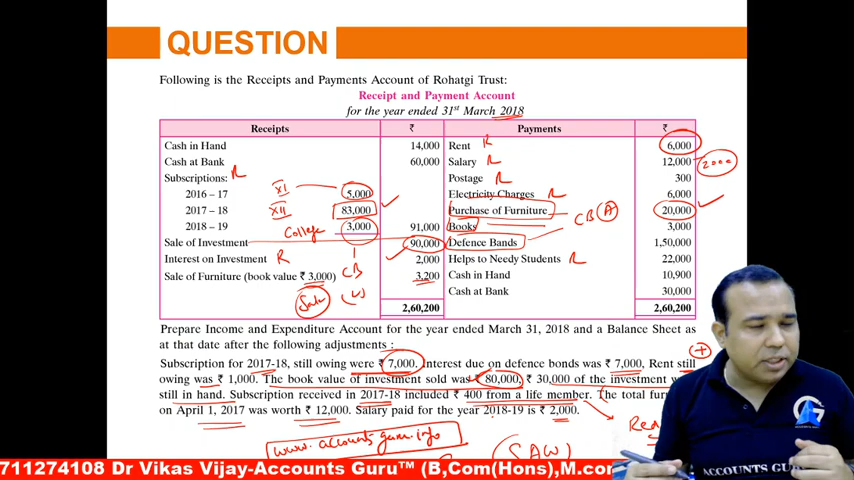 QUESTION
Following is the Receipts and Payments Account of Rohatgi Trust:
Receipt and Payment Account
for the year ended 31st March 2018
Receipts ₹ Payments ₹
Cash in Hand 14,000 Rent R 6,000
Cash at Bank 60,000 Salary R 12,000 2000
Subscriptions: R Postage R 300
2016 – 17 XI 5,000 Electricity Charges R 6,000
2017 – 18 XII 83,000 Purchase of Furniture CB (A) 20,000
2018 – 19 College 3,000 91,000 Books 3,000
Sale of Investment 90,000 Defence Bands 1,50,000
Interest on Investment R 2,000 Helps to Needy Students R 22,000
Sale of Furniture (book value ₹ 3,000) CB 3,200 Cash in Hand 10,900
Sale Cash at Bank 30,000
2,60,200 2,60,200
Prepare Income and Expenditure Account for the year ended March 31, 2018 and a Balance Sheet as
at that date after the following adjustments :
Subscription for 2017-18, still owing were ₹ 7,000. Interest due on defence bonds was ₹ 7,000, Rent still +
owing was ₹ 1,000. The book value of investment sold was ₹ 80,000, ₹ 30,000 of the investment
still in hand. Subscription received in 2017-18 included ₹ 400 from a life member. The total
on April 1, 2017 was worth ₹ 12,000. Salary paid for the year 2018-19 is ₹ 2,000.
Red
www.accounts guru.info
ACCOUNTS GU
711274108 Dr Vikas Vijay-Accounts Guru™ (B,Com(Hons),M.com